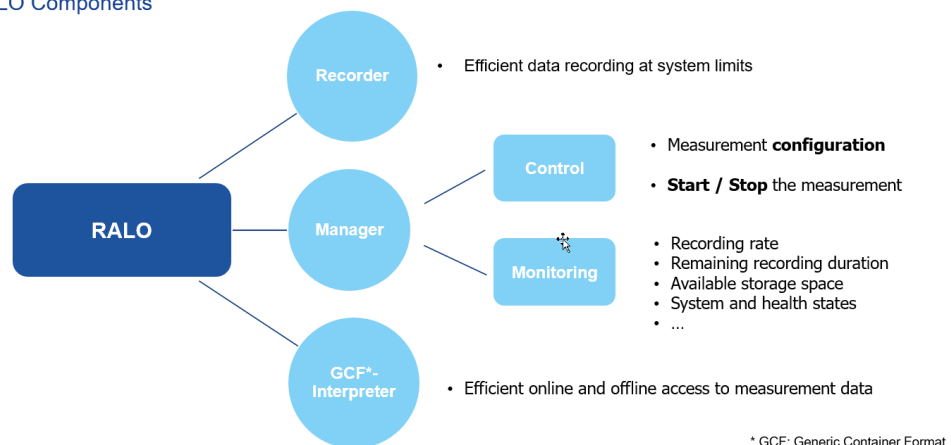 LO Components
Recorder
• Efficient data recording at system limits
Control
• Measurement configuration
• Start / Stop the measurement
RALO
Manager
Monitoring
• Recording rate
• Remaining recording duration
• Available storage space
• System and health states
• ...
GCF*-
Interpreter
• Efficient online and offline access to measurement data
* GCF: Generic Container Format